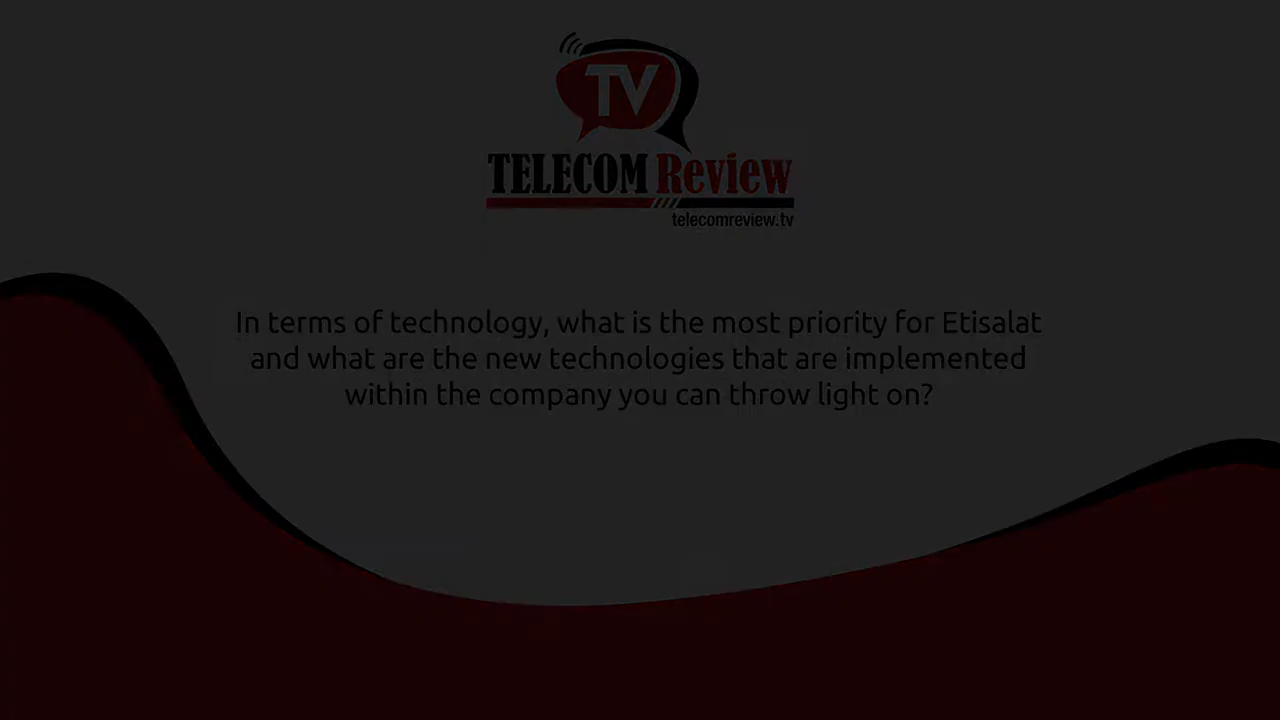 TV
TELECOM Review
telecomreview.tv
In terms of technology, what is the most priority for Etisalat
and what are the new technologies that are implemented
within the company you can throw light on?